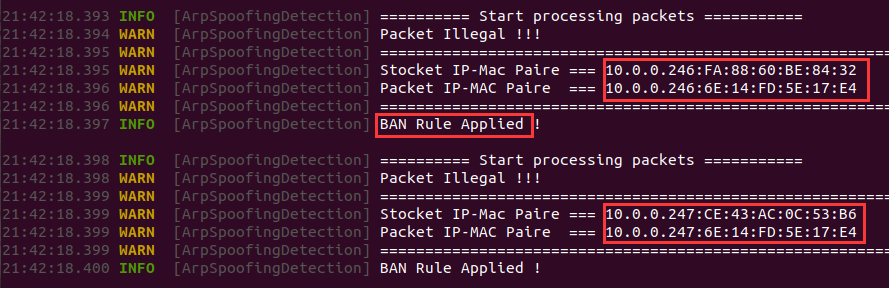 21:42:18.393 INFO  [ArpSpoofingDetection] ========== Start processing packets ===========
21:42:18.394 WARN  [ArpSpoofingDetection] Packet Illegal !!!
21:42:18.395 WARN  [ArpSpoofingDetection] =========================================================
21:42:18.395 WARN  [ArpSpoofingDetection] Stocket IP-Mac Paire === 10.0.0.246:FA:88:60:BE:84:32
21:42:18.396 WARN  [ArpSpoofingDetection] Packet IP-MAC Paire  === 10.0.0.246:6E:14:FD:5E:17:E4
21:42:18.396 WARN  [ArpSpoofingDetection] =========================================================
21:42:18.397 INFO  [ArpSpoofingDetection] BAN Rule Applied !
21:42:18.398 INFO  [ArpSpoofingDetection] ========== Start processing packets ===========
21:42:18.398 WARN  [ArpSpoofingDetection] Packet Illegal !!!
21:42:18.399 WARN  [ArpSpoofingDetection] =========================================================
21:42:18.399 WARN  [ArpSpoofingDetection] Stocket IP-Mac Paire === 10.0.0.247:CE:43:AC:0C:53:B6
21:42:18.399 WARN  [ArpSpoofingDetection] Packet IP-MAC Paire  === 10.0.0.247:6E:14:FD:5E:17:E4
21:42:18.399 WARN  [ArpSpoofingDetection] =========================================================
21:42:18.400 INFO  [ArpSpoofingDetection] BAN Rule Applied !